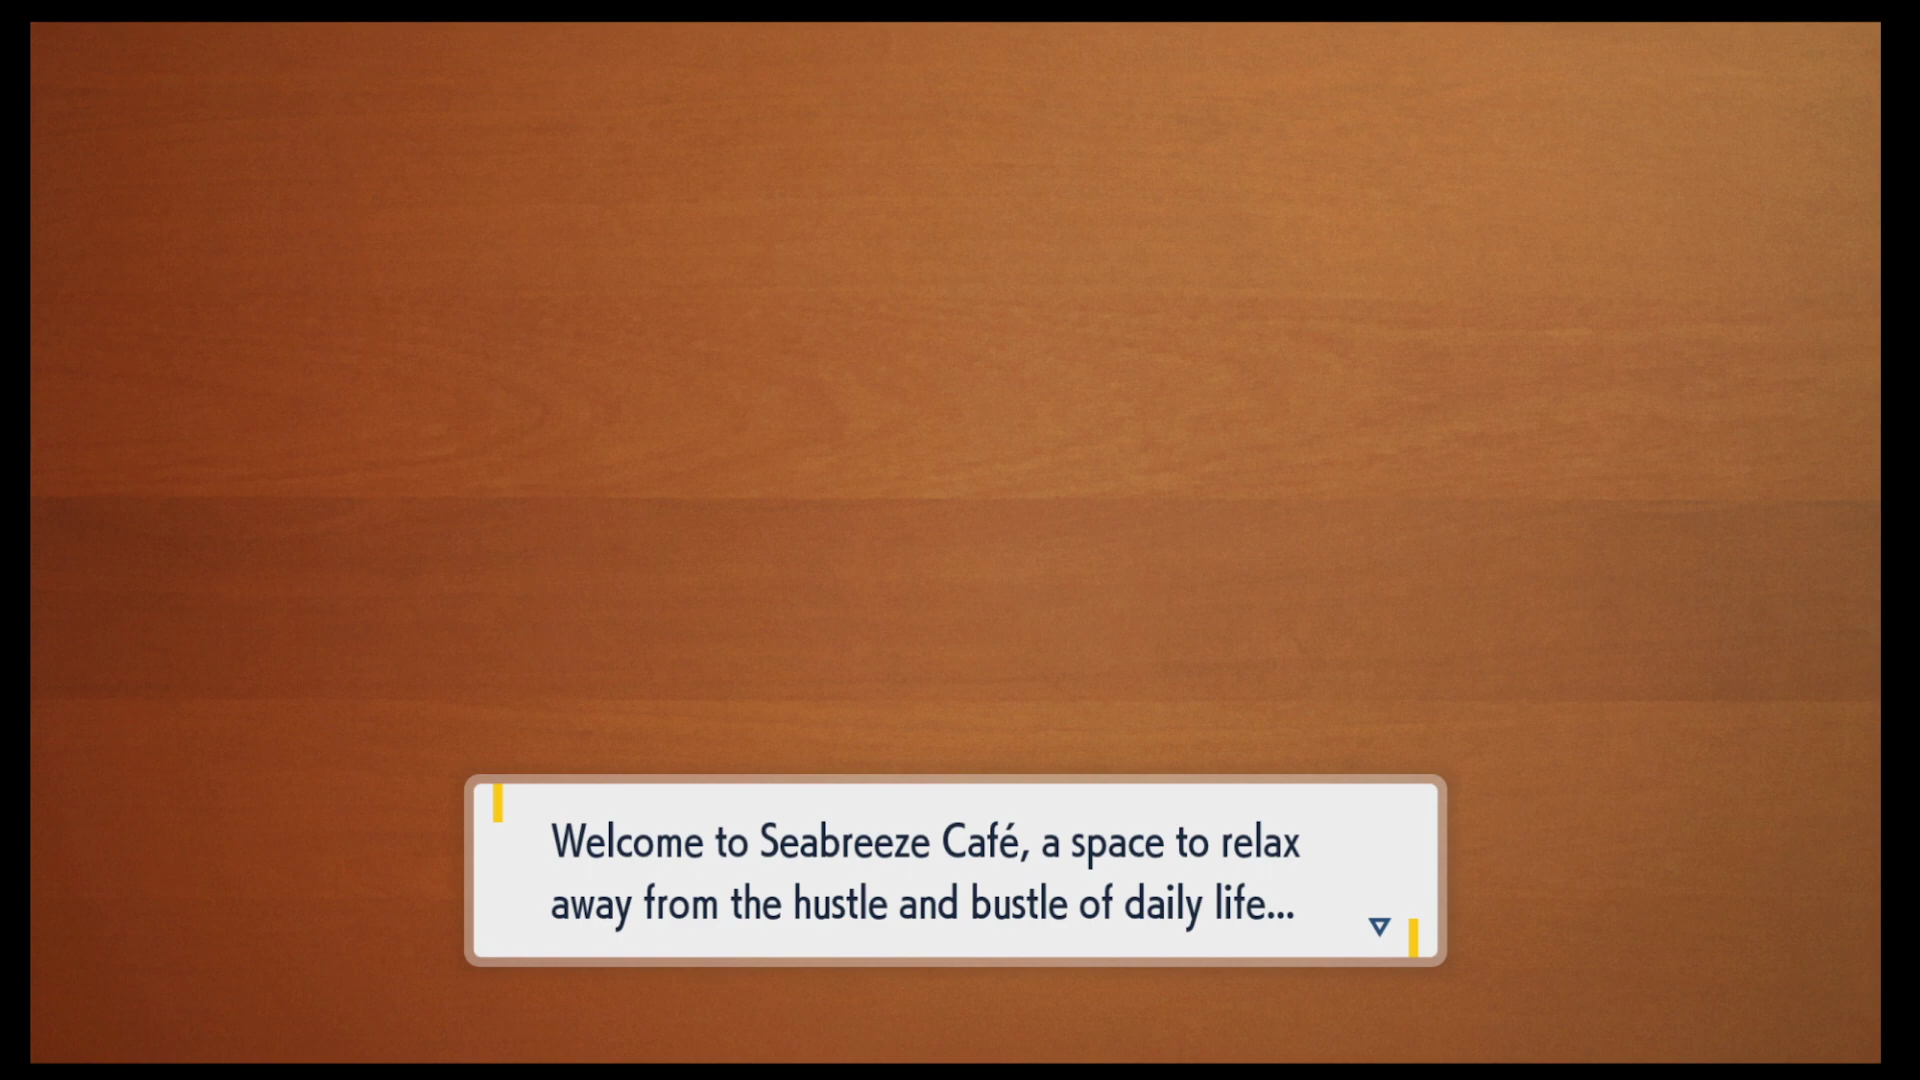 Welcome to Seabreeze Café, a space to relax
away from the hustle and bustle of daily life...